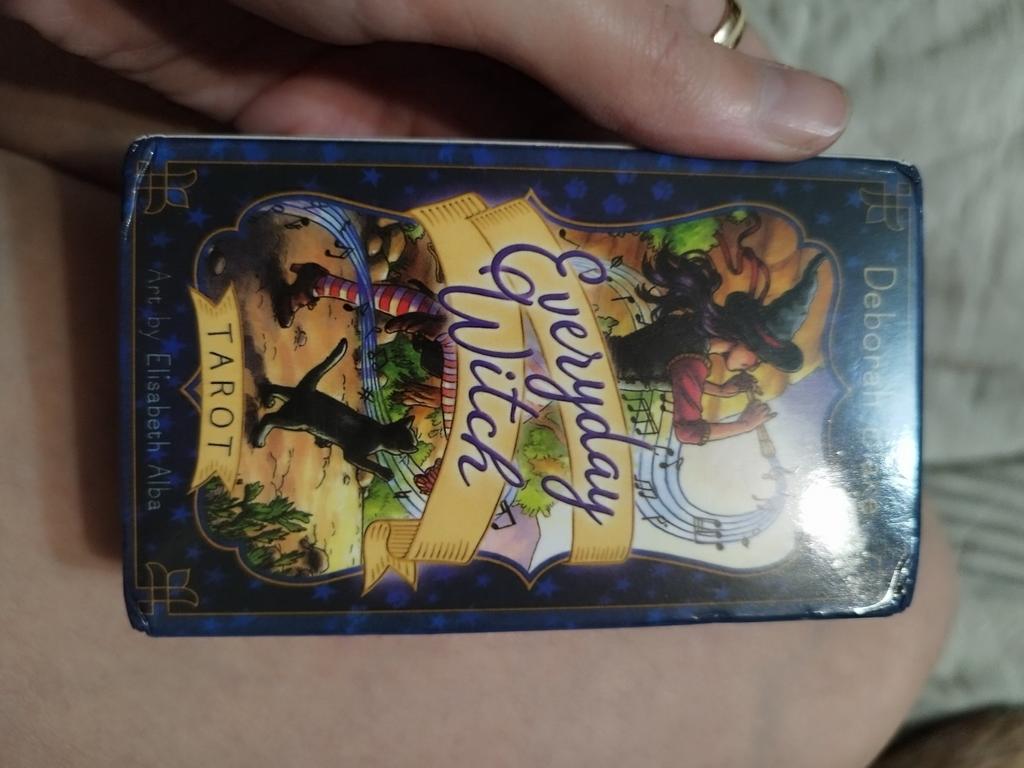 Deborah
Everyday
Witch
TAROT
Art by Elisabeth Alba